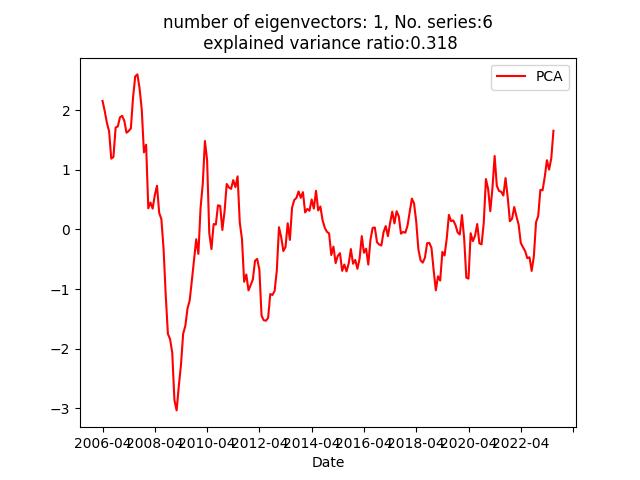 number of eigenvectors: 1, No. series:6
explained variance ratio:0.318
PCA
2
1
0
−1
−2
−3
2006-04 2008-04 2010-04 2012-04 2014-04 2016-04 2018-04 2020-04 2022-04
Date